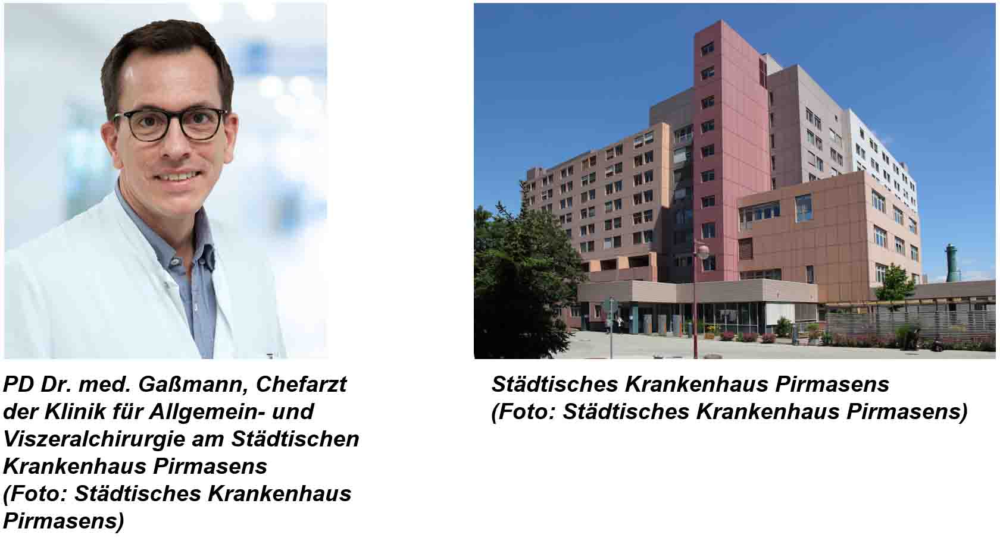 PD Dr. med. Gaßmann, Chefarzt
der Klinik für Allgemein- und
Viszeralchirurgie am Städtischen
Krankenhaus Pirmasens
(Foto: Städtisches Krankenhaus
Pirmasens)
Städtisches Krankenhaus Pirmasens
(Foto: Städtisches Krankenhaus Pirmasens)